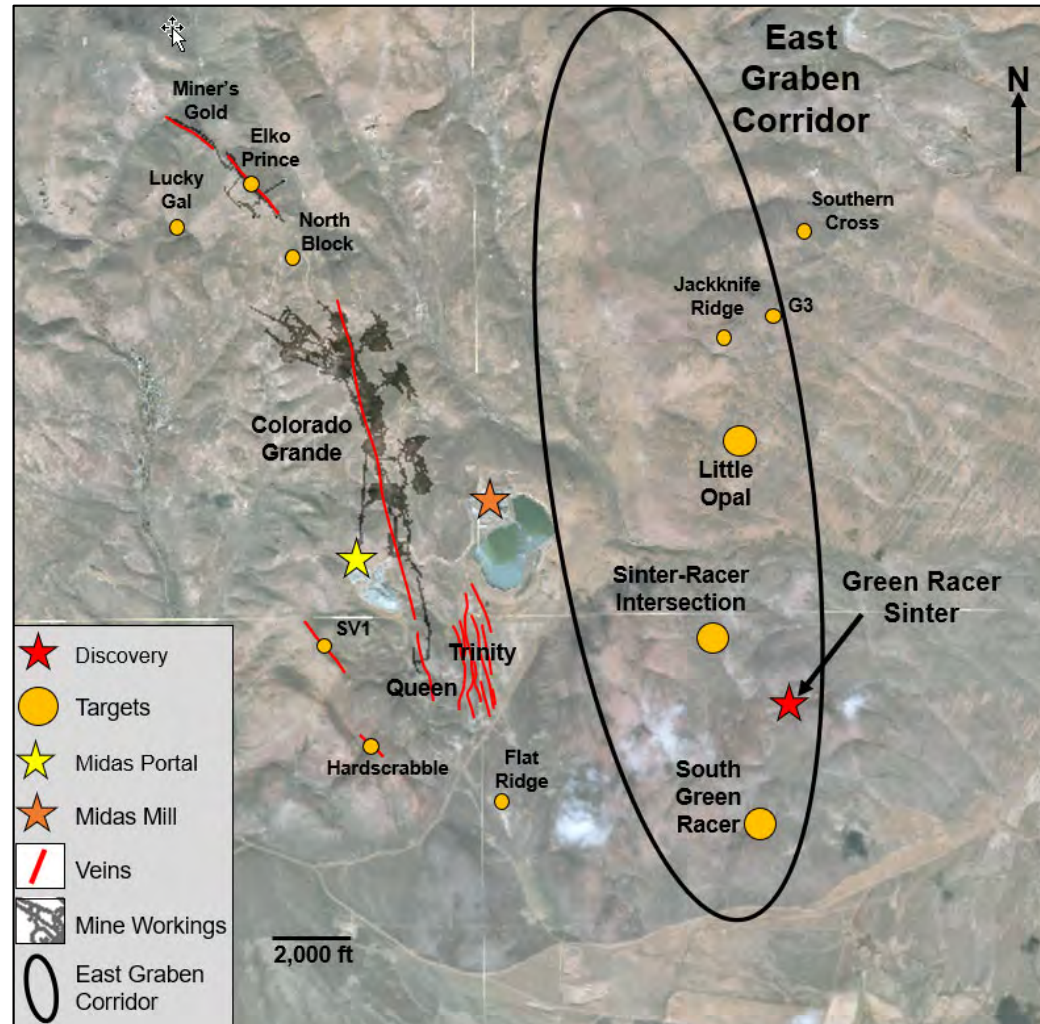 East
Graben
Corridor
N
Miner's
Gold
Elko
Prince
Lucky
Gal
North
Block
Southern
Cross
Jackknife
Ridge
G3
Colorado
Grande
Little
Opal
Sinter-Racer
Intersection
Green Racer
Sinter
SV1
Trinity
Queen
Hardscrabble
Flat
Ridge
South
Green
Racer
2,000 ft
Discovery
Targets
Midas Portal
Midas Mill
Veins
Mine Workings
East Graben
Corridor